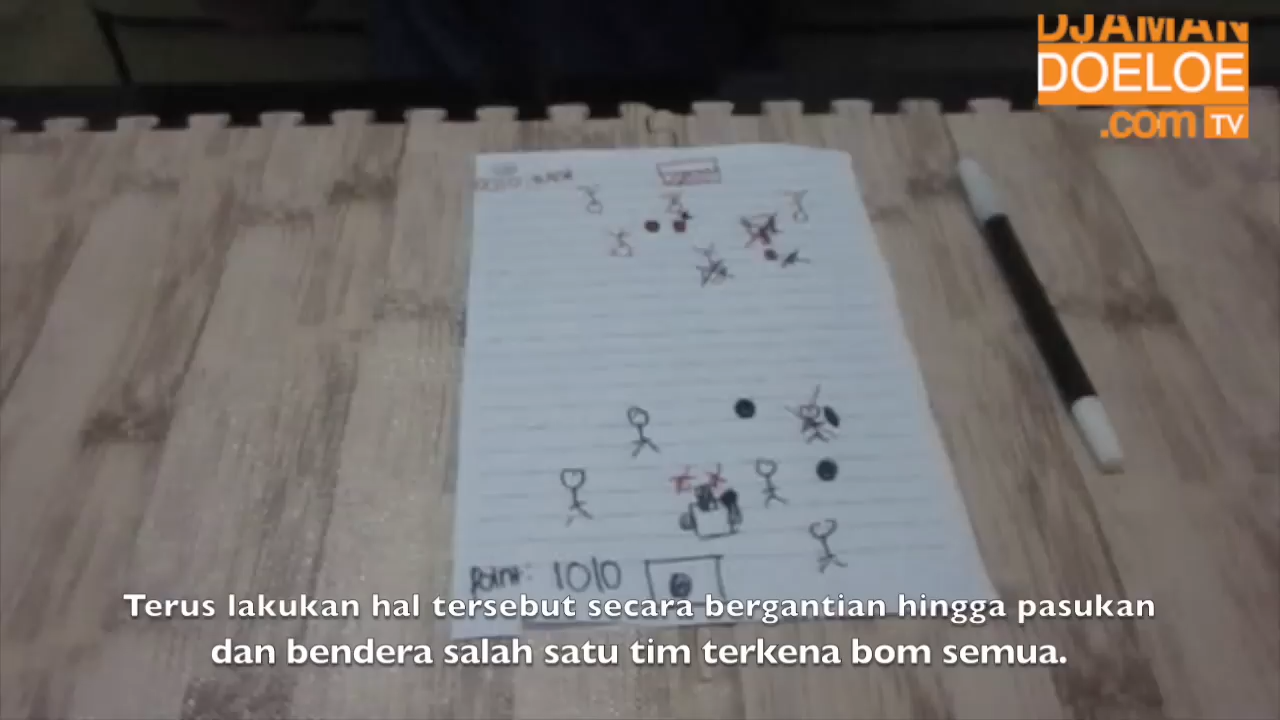 DJAMAN
DOELOE
.com TV
Point: 1010
Terus lakukan hal tersebut secara bergantian hingga pasukan
dan bendera salah satu tim terkena bom semua.